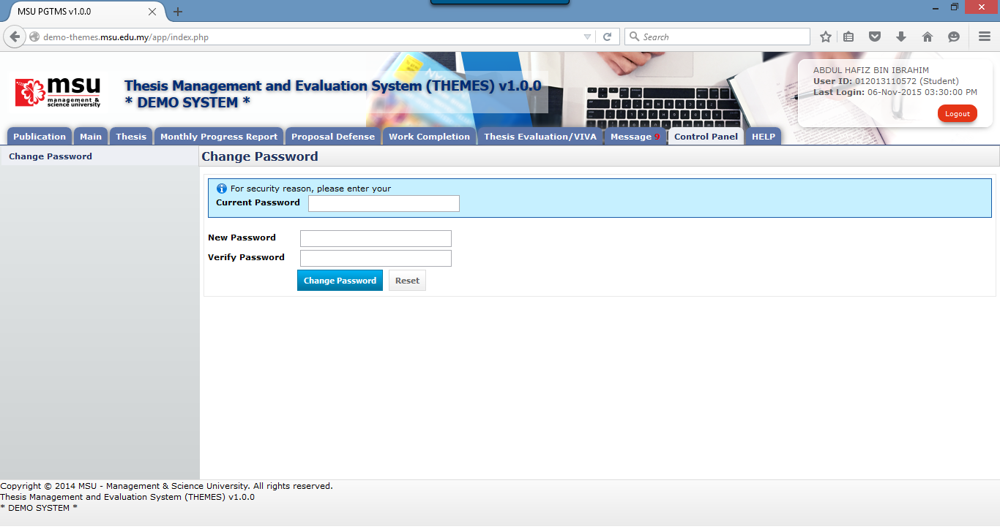 MSU PGTMS v1.0.0
demo-themes.msu.edu.my/app/index.php
Search
msu
management &
science university
Thesis Management and Evaluation System (THEMES) v1.0.0
* DEMO SYSTEM *
ABDUL HAFIZ BIN IBRAHIM
User ID: 012013110572 (Student)
Last Login: 06-Nov-2015 03:30:00 PM
Logout
Publication Main Thesis Monthly Progress Report Proposal Defense Work Completion Thesis Evaluation/VIVA Message 9 Control Panel HELP
Change Password
Change Password
For security reason, please enter your
Current Password
New Password
Verify Password
Change Password Reset
Copyright © 2014 MSU - Management & Science University. All rights reserved.
Thesis Management and Evaluation System (THEMES) v1.0.0
* DEMO SYSTEM *